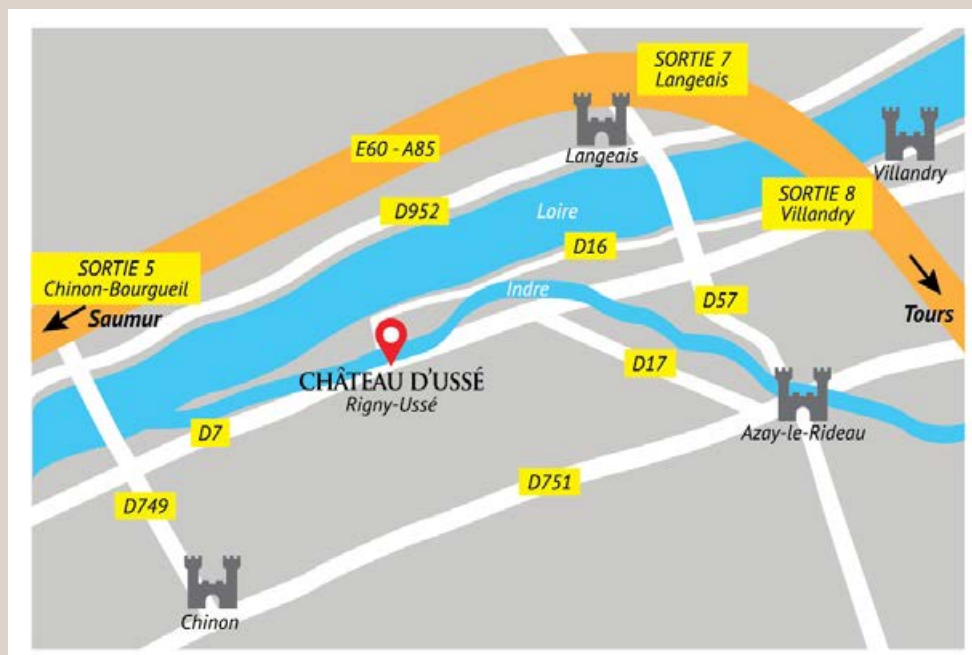 SORTIE 7
Langeais
E60 - A85
Langeais
Villandry
D952
Loire
SORTIE 8
Villandry
D16
SORTIE 5
Chinon-Bourgueil
Saumur
Indre
D57
Tours
CHÂTEAU D'USSÉ
Rigny-Ussé
D17
D7
Azay-le-Rideau
D751
D749
Chinon